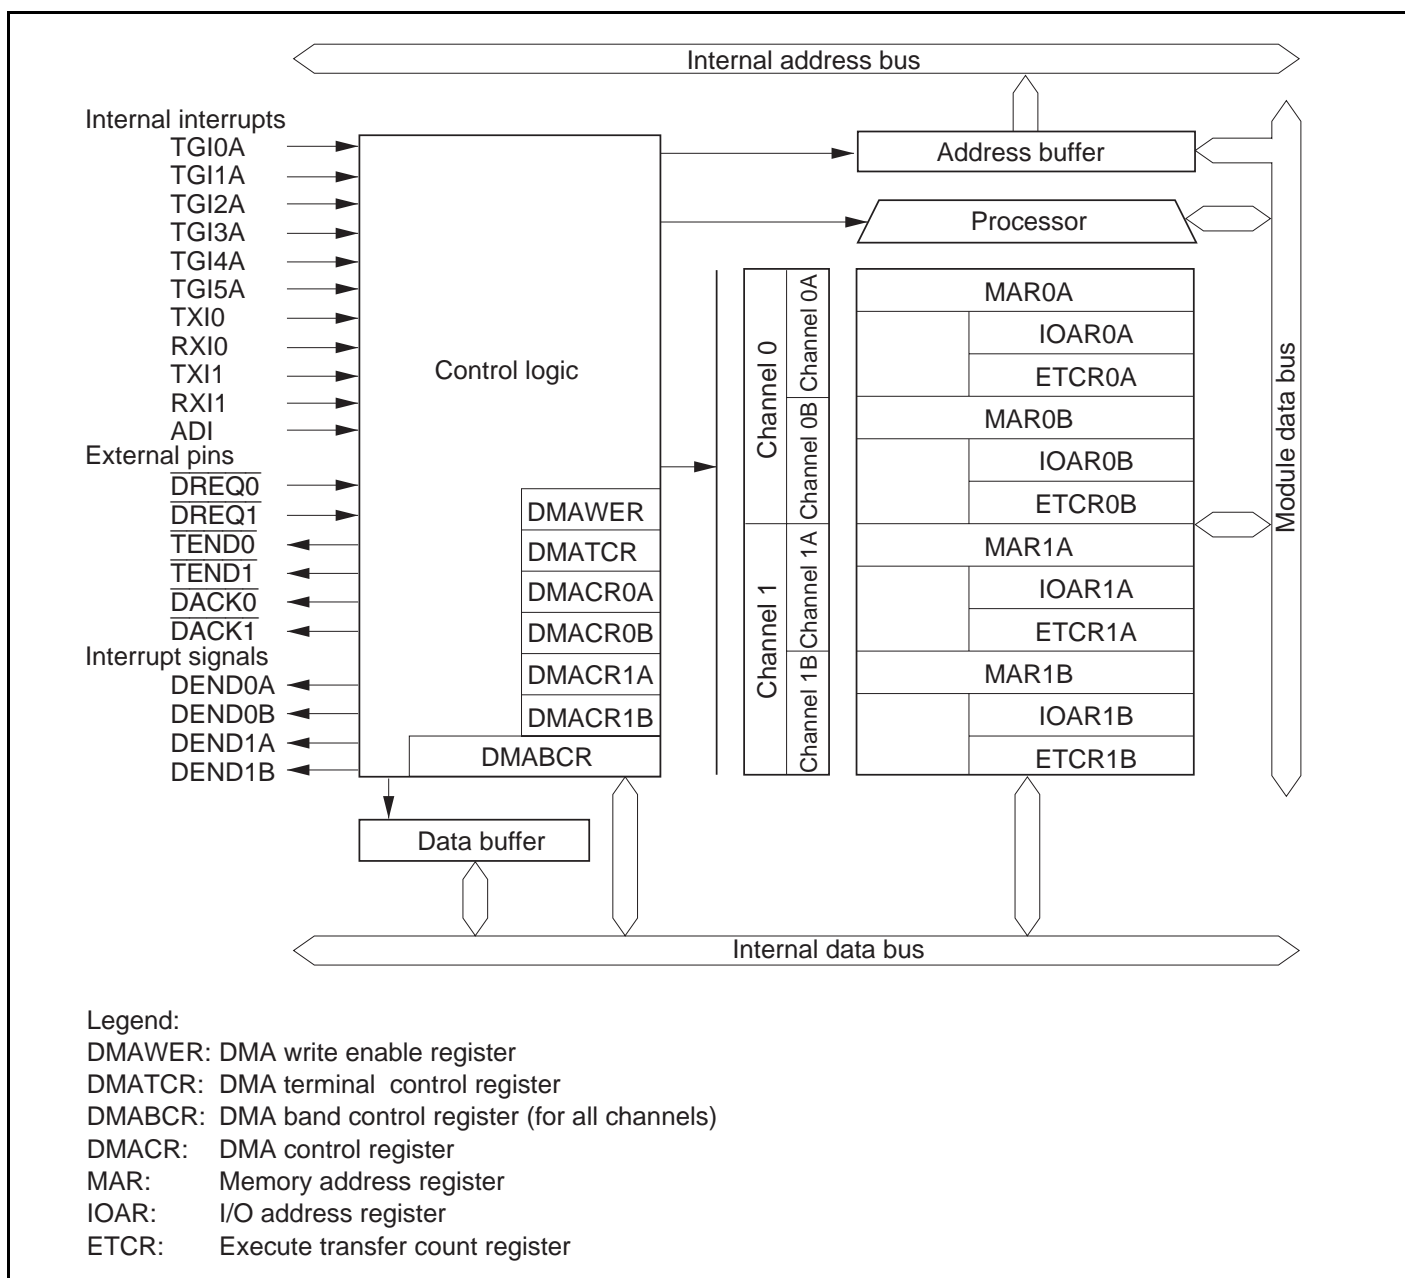 Internal address bus
Internal interrupts
TGI0A
TGI1A
TGI2A
TGI3A
TGI4A
TGI5A
TXI0
RXI0
TXI1
RXI1
ADI
External pins
DREQ0
DREQ1
TEND0
TEND1
DACK0
DACK1
Interrupt signals
DEND0A
DEND0B
DEND1A
DEND1B
Control logic
DMAWER
DMATCR
DMACR0A
DMACR0B
DMACR1A
DMACR1B
DMABCR
Data buffer
Address buffer
Processor
Channel 0
Channel 0A
Channel 0B
Channel 1
Channel 1A
Channel 1B
MAR0A
IOAR0A
ETCR0A
MAR0B
IOAR0B
ETCR0B
MAR1A
IOAR1A
ETCR1A
MAR1B
IOAR1B
ETCR1B
Module data bus
Internal data bus
Legend:
DMAWER: DMA write enable register
DMATCR: DMA terminal control register
DMABCR: DMA band control register (for all channels)
DMACR: DMA control register
MAR: Memory address register
IOAR: I/O address register
ETCR: Execute transfer count register